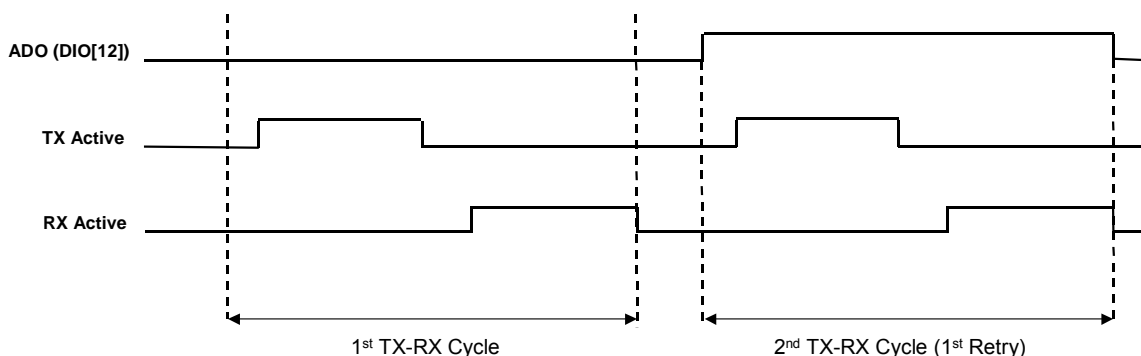 ADO (DIO[12])
TX Active
RX Active
1st TX-RX Cycle
2nd TX-RX Cycle (1st Retry)